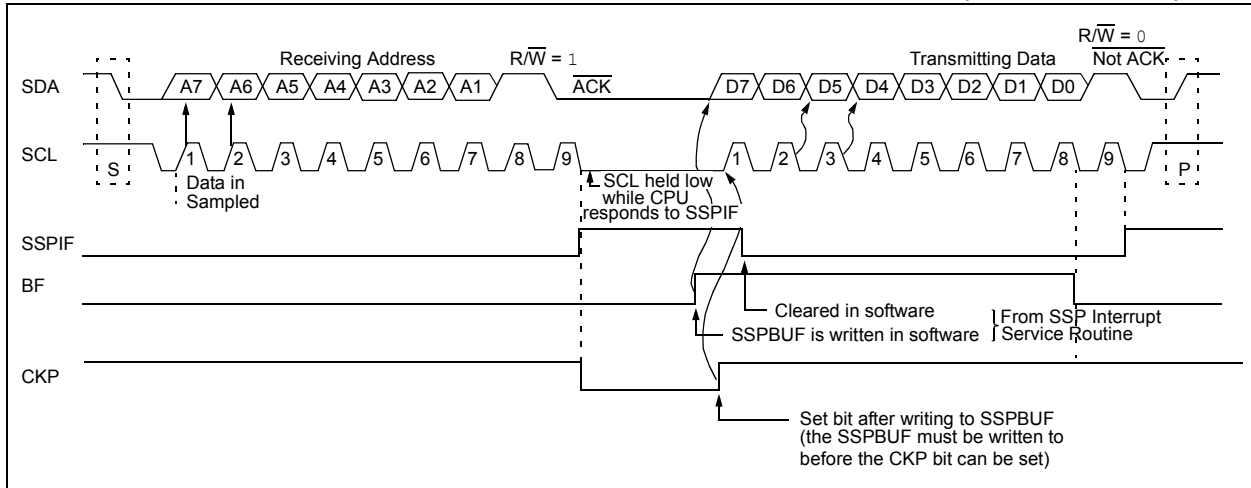 R/W = 0
Receiving Address R/W = 1 Transmitting Data Not ACK
SDA A7 A6 A5 A4 A3 A2 A1 ACK D7 D6 D5 D4 D3 D2 D1 D0
SCL 1 2 3 4 5 6 7 8 9 1 2 3 4 5 6 7 8 9
S Data in Sampled
SCL held low
while CPU
responds to SSPIF
P
SSPIF
BF
Cleared in software
SSPBUF is written in software
From SSP Interrupt
Service Routine
CKP
Set bit after writing to SSPBUF
(the SSPBUF must be written to
before the CKP bit can be set)